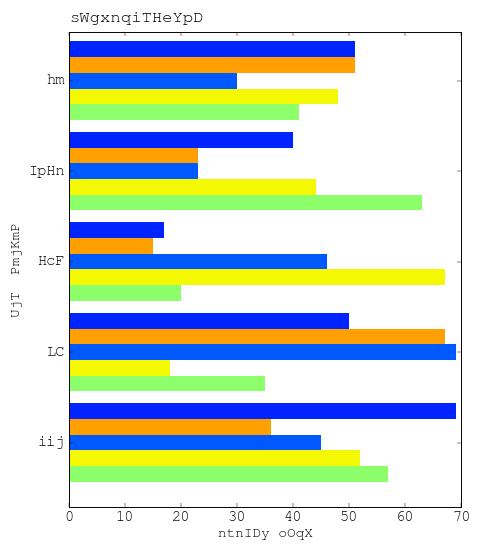 sWgxnqiTHeYpD
hm
IpHn
HcF
LC
iij
UjT PmjKmP
0 10 20 30 40 50 60 70
ntnIDy oOqX